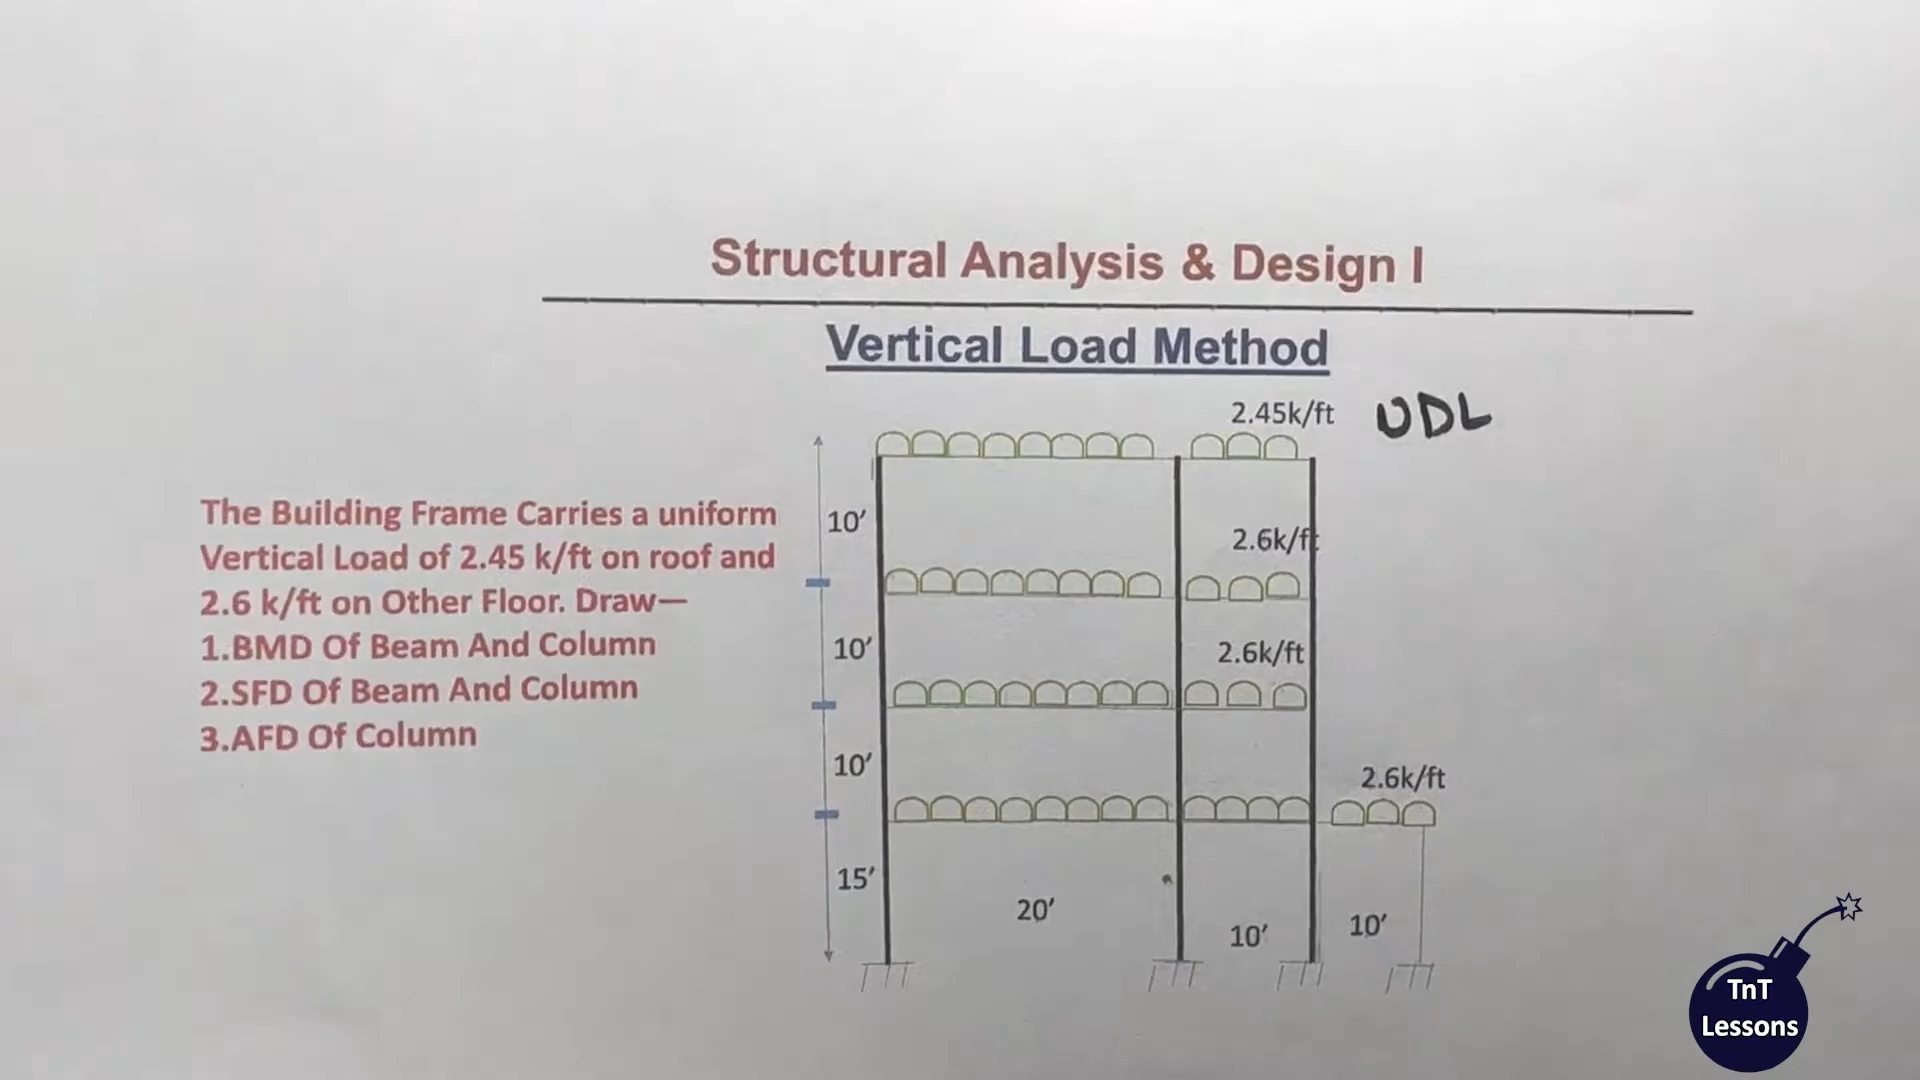 Structural Analysis & Design I
Vertical Load Method
2.45k/ft UDL
The Building Frame Carries a uniform
Vertical Load of 2.45 k/ft on roof and
2.6 k/ft on Other Floor. Draw—
1.BMD Of Beam And Column
2.SFD Of Beam And Column
3.AFD Of Column
10’
2.6k/ft
10’
2.6k/ft
10’
2.6k/ft
15’
20’
10’
10’
TnT
Lessons